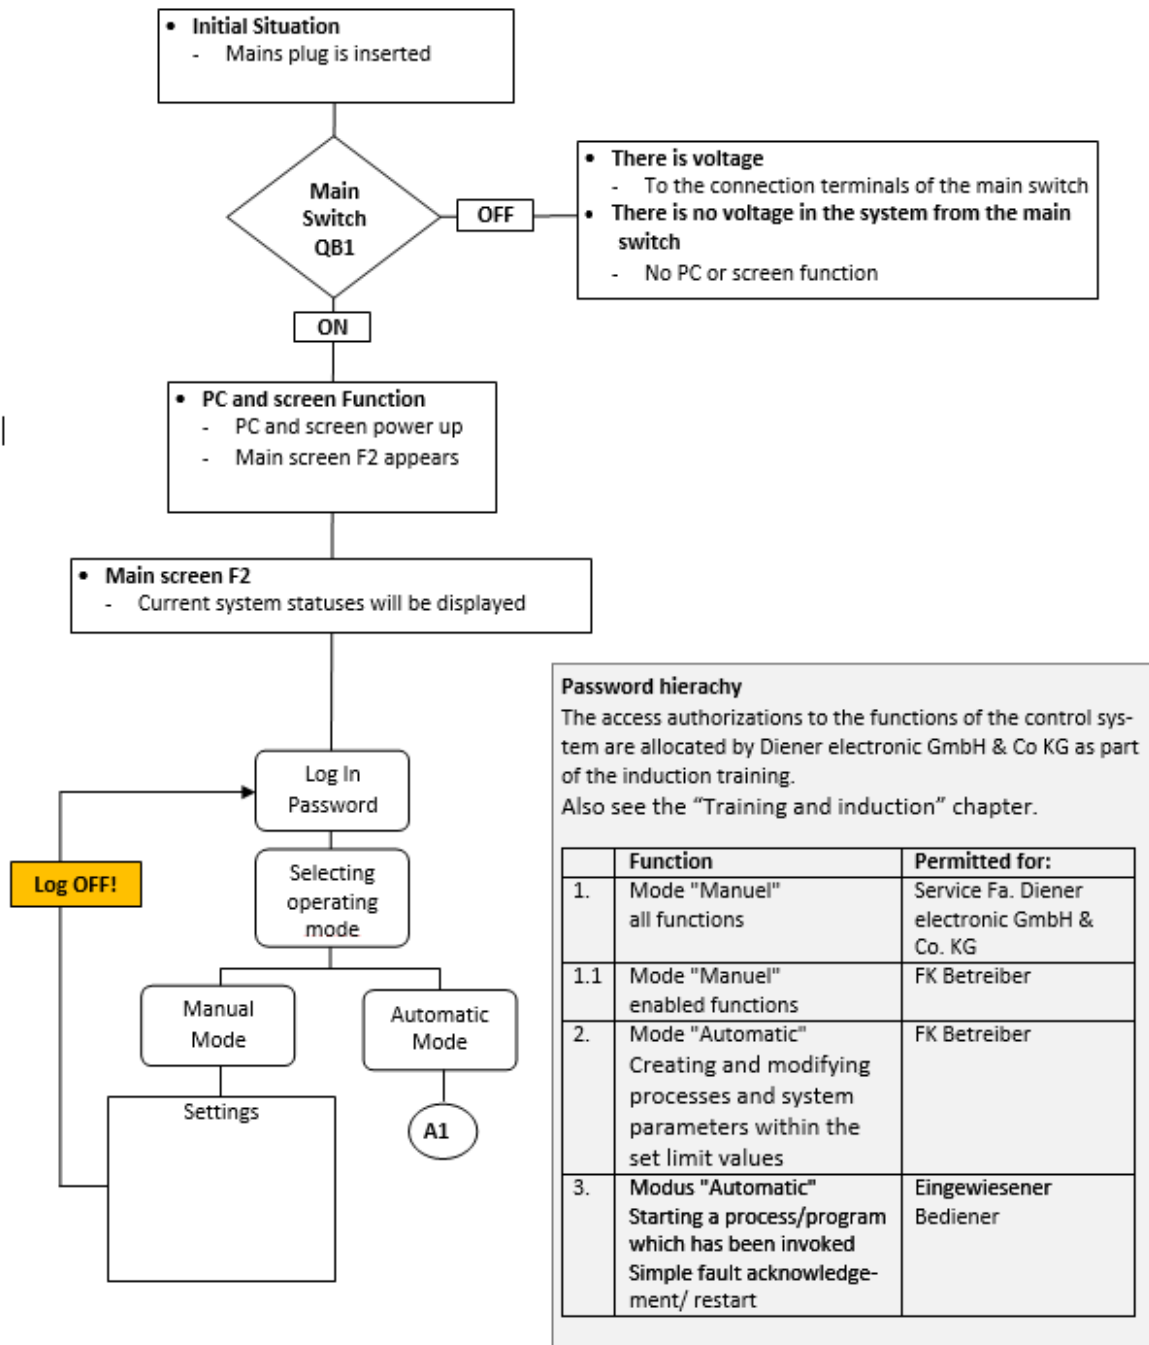 • Initial Situation
- Mains plug is inserted
Main
Switch
QB1
OFF
• There is voltage
- To the connection terminals of the main switch
• There is no voltage in the system from the main
switch
- No PC or screen function
ON
• PC and screen Function
- PC and screen power up
- Main screen F2 appears
• Main screen F2
- Current system statuses will be displayed
Log In
Password
Log OFF!
Selecting
operating
mode
Manual
Mode
Automatic
Mode
Settings
A1
Password hierachy
The access authorizations to the functions of the control sys-
tem are allocated by Diener electronic GmbH & Co KG as part
of the induction training.
Also see the “Training and induction” chapter.
Function Permitted for:
1. Mode "Manuel" Service Fa. Diener
all functions electronic GmbH &
Co. KG
1.1 Mode "Manuel" FK Betreiber
enabled functions
2. Mode "Automatic" FK Betreiber
Creating and modifying
processes and system
parameters within the
set limit values
3. Modus "Automatic" Eingewiesener
Starting a process/program Bediener
which has been invoked
Simple fault acknowledge-
ment/ restart